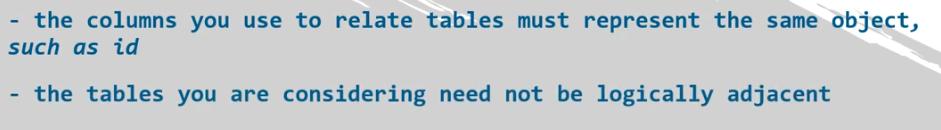 - the columns you use to relate tables must represent the same object,
such as id
- the tables you are considering need not be logically adjacent